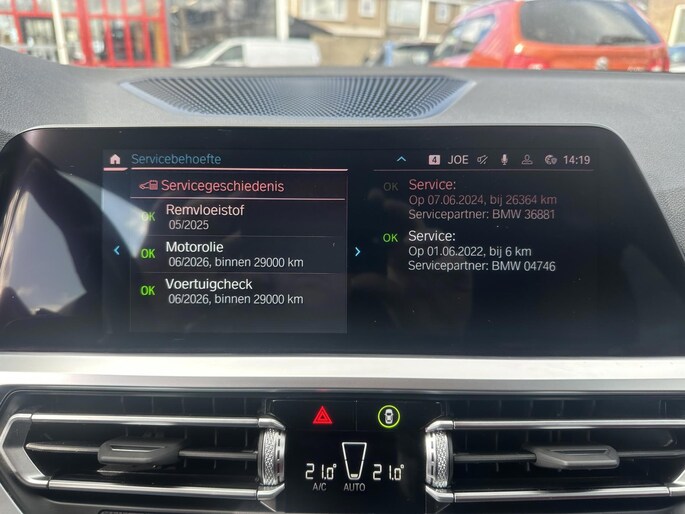 Servicebehoefte
4 JOE 14:19
Servicegeschiedenis
OK Remvloeistof
05/2025
OK Motorolie
06/2026, binnen 29000 km
OK Voertuigcheck
06/2026, binnen 29000 km
OK Service:
Op 07.06.2024, bij 26364 km
Servicepartner: BMW 36881
OK Service:
Op 01.06.2022, bij 6 km
Servicepartner: BMW 04746
21.0° 21.0°
A/C AUTO